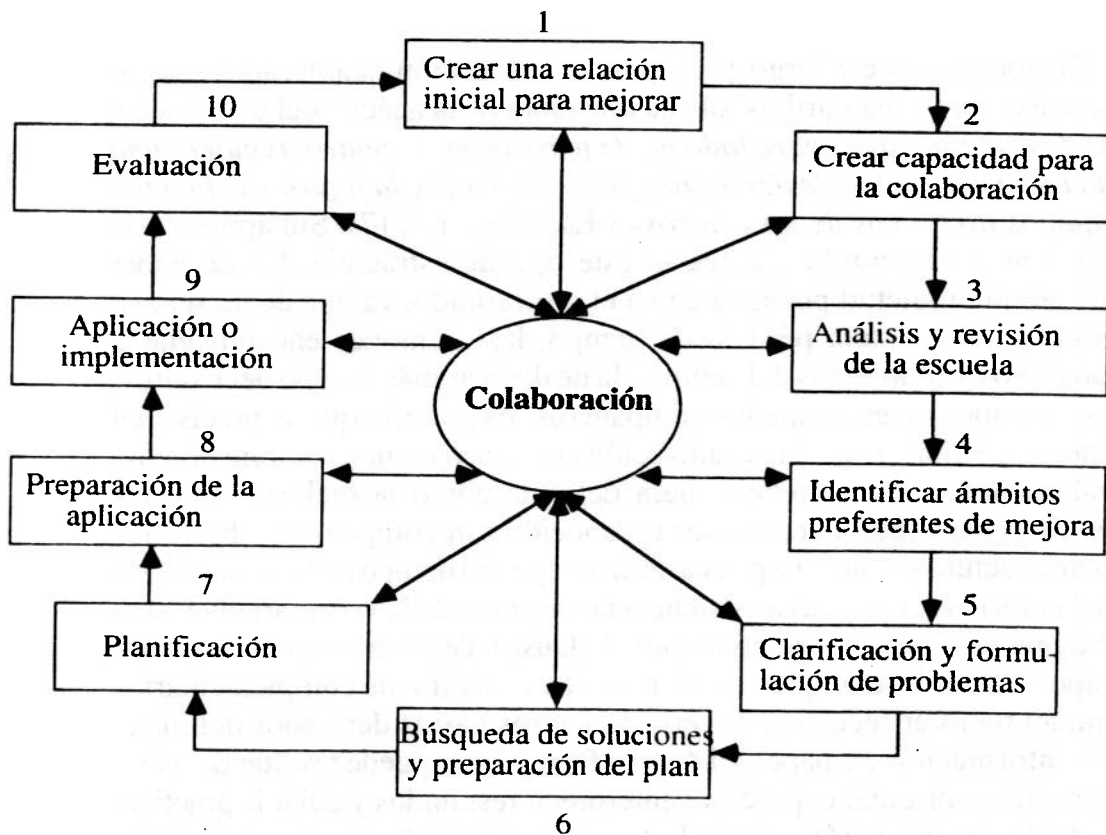 1
Crear una relación
inicial para mejorar
2
Crear capacidad para
la colaboración
3
Análisis y revisión
de la escuela
4
Identificar ámbitos
preferentes de mejora
5
Clarificación y formu-
lación de problemas
Búsqueda de soluciones
y preparación del plan
6
7
Planificación
8
Preparación de la
aplicación
9
Aplicación o
implementación
10
Evaluación
Colaboración